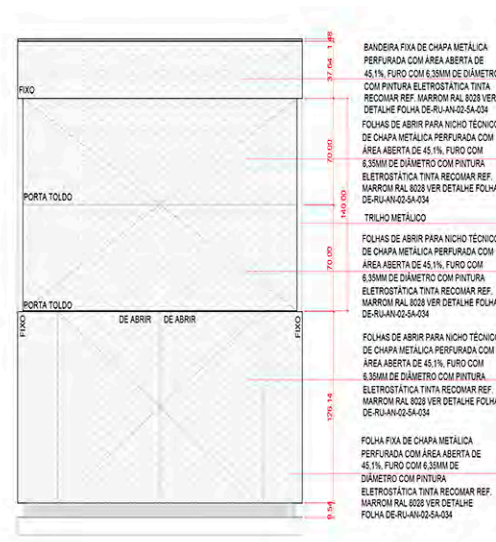 1.48
BANDEIRA FIXA DE CHAPA METÁLICA
PERFURADA COM ÁREA ABERTA DE
45,1%, FURO COM 6,35MM DE DIÂMETRO
COM PINTURA ELETROSTÁTICA TINTA
RECOMAR REF. MARROM RAL 8028 VER
DETALHE FOLHA DE-RU-AN-02-5A-034
37.64
FIXO
FOLHAS DE ABRIR PARA NICHO TÉCNICO
DE CHAPA METÁLICA PERFURADA COM
ÁREA ABERTA DE 45,1%, FURO COM
6,35MM DE DIÂMETRO COM PINTURA
ELETROSTÁTICA TINTA RECOMAR REF.
MARROM RAL 8028 VER DETALHE FOLHA
DE-RU-AN-02-5A-034
70.00
PORTA TOLDO
140.00
TRILHO METÁLICO
FOLHAS DE ABRIR PARA NICHO TÉCNICO
DE CHAPA METÁLICA PERFURADA COM
ÁREA ABERTA DE 45,1%, FURO COM
6,35MM DE DIÂMETRO COM PINTURA
ELETROSTÁTICA TINTA RECOMAR REF.
MARROM RAL 8028 VER DETALHE FOLHA
DE-RU-AN-02-5A-034
70.00
PORTA TOLDO
FIXO
DE ABRIR DE ABRIR
FIXO
FOLHAS DE ABRIR PARA NICHO TÉCNICO
DE CHAPA METÁLICA PERFURADA COM
ÁREA ABERTA DE 45,1%, FURO COM
6,35MM DE DIÂMETRO COM PINTURA
ELETROSTÁTICA TINTA RECOMAR REF.
MARROM RAL 8028 VER DETALHE FOLHA
DE-RU-AN-02-5A-034
126.14
FOLHA FIXA DE CHAPA METÁLICA
PERFURADA COM ÁREA ABERTA DE
45,1%, FURO COM 6,35MM DE
DIÂMETRO COM PINTURA
ELETROSTÁTICA TINTA RECOMAR REF.
MARROM RAL 8028 VER DETALHE
FOLHA DE-RU-AN-02-5A-034
9.54